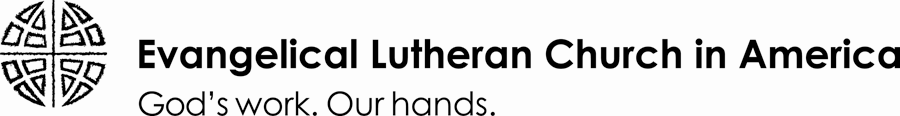 Evangelical Lutheran Church in America
God's work. Our hands.